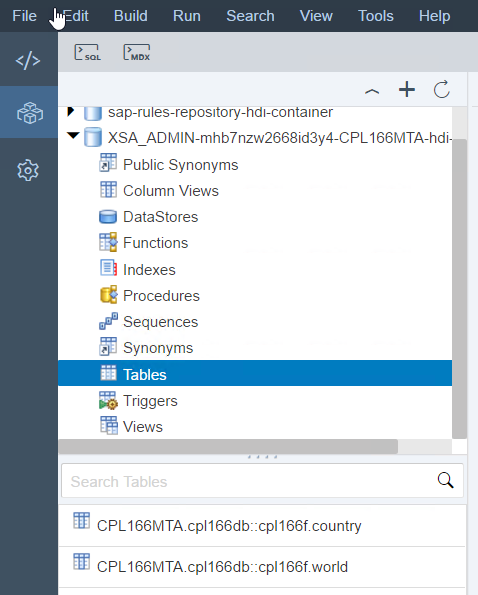 File Edit Build Run Search View Tools Help
SQL MDX
sap-rules-repository-hdi-container
XSA_ADMIN-mhb7nzw2668id3y4-CPL166MTA-hdi-
Public Synonyms
Column Views
DataStores
Functions
Indexes
Procedures
Sequences
Synonyms
Tables
Triggers
Views
Search Tables
CPL166MTA.cpl166db::cpl166f.country
CPL166MTA.cpl166db::cpl166f.world